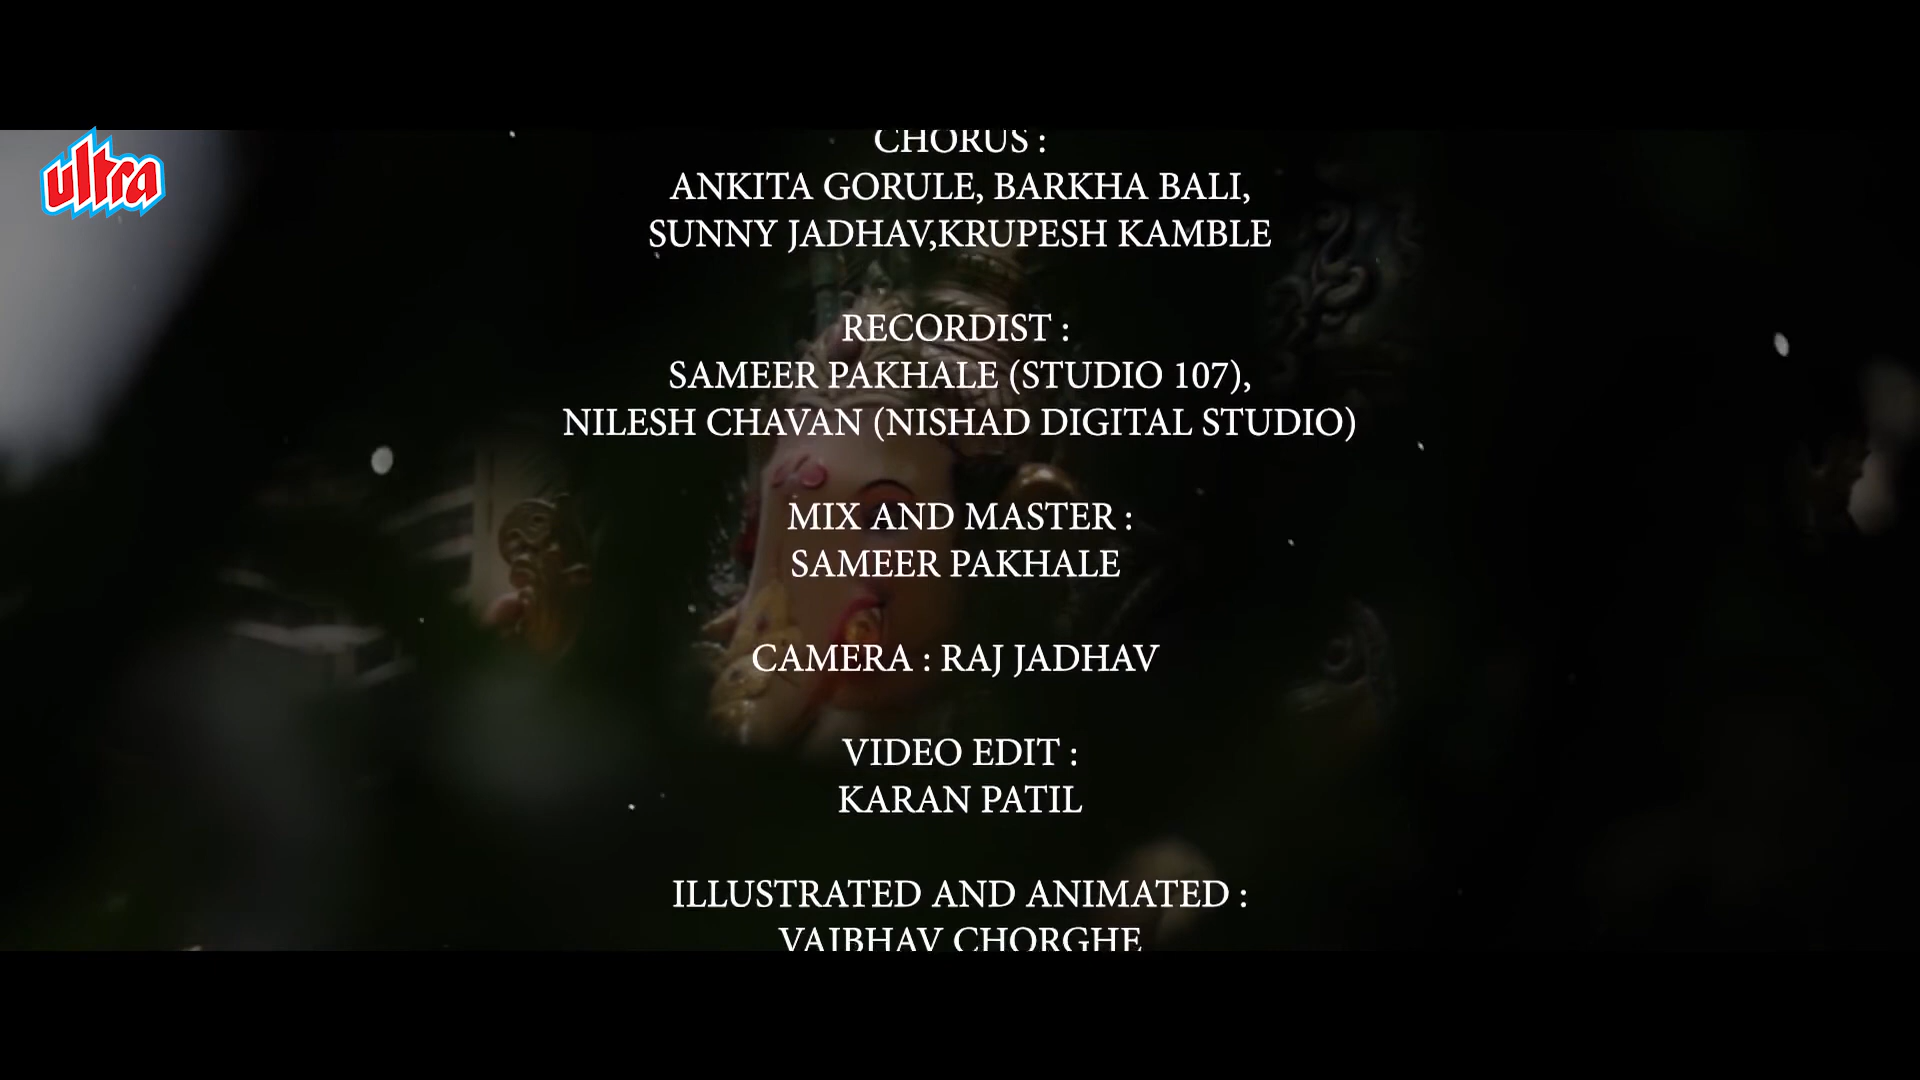 ultra
CHORUS :
ANKITA GORULE, BARKHA BALI,
SUNNY JADHAV,KRUPESH KAMBLE
RECORDIST :
SAMEER PAKHALE (STUDIO 107),
NILESH CHAVAN (NISHAD DIGITAL STUDIO)
MIX AND MASTER :
SAMEER PAKHALE
CAMERA : RAJ JADHAV
VIDEO EDIT :
KARAN PATIL
ILLUSTRATED AND ANIMATED :
VAIBHAV CHORGHE